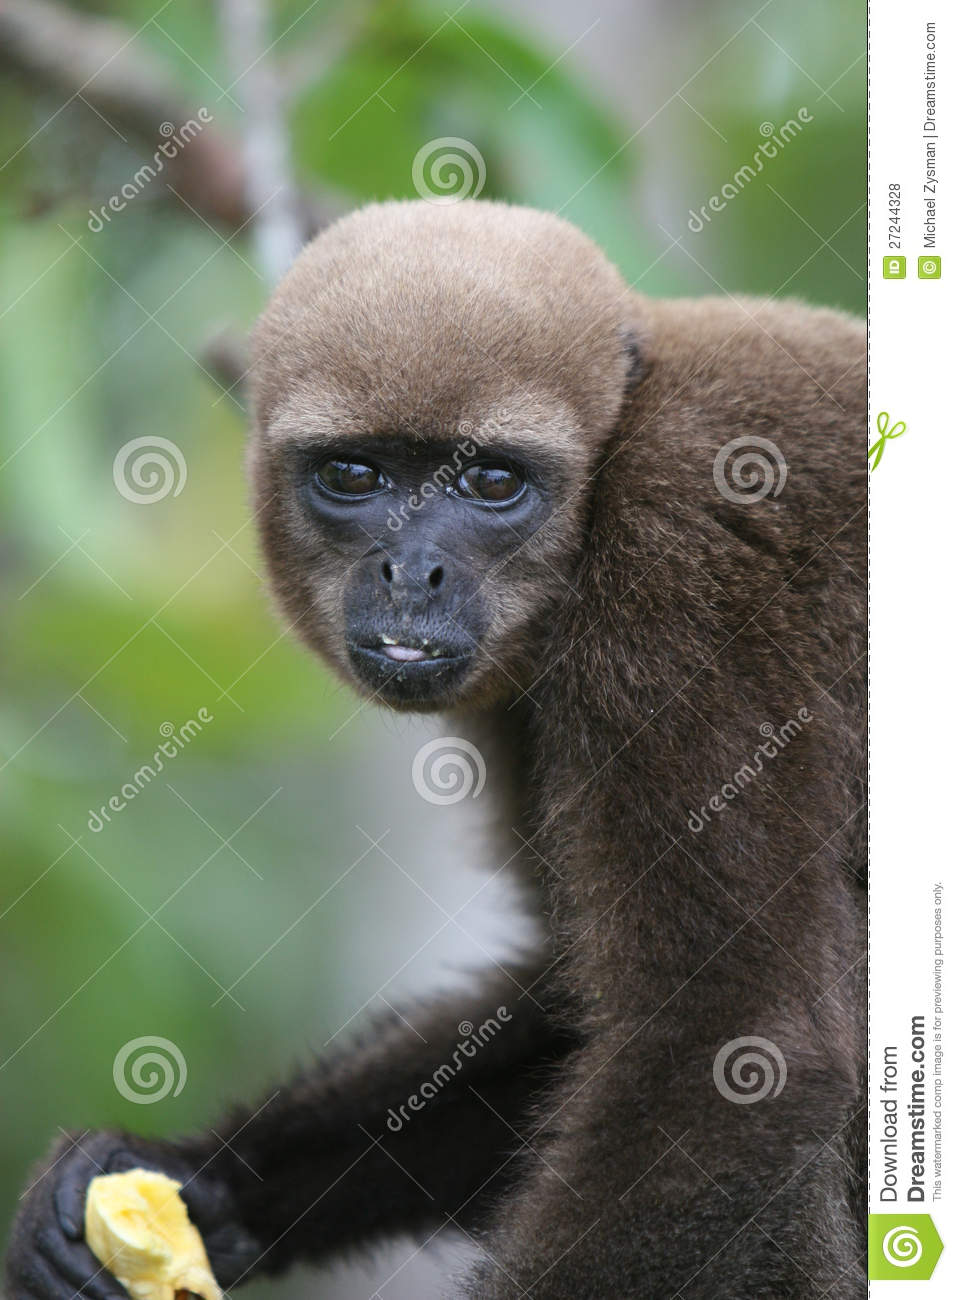 dreamstime
dreamstime
dreamstime
dreamstime
dreamstime
dreamstime
ID 27244328
© Michael Zysman | Dreamstime.com
Download from
Dreamstime.com
This watermarked comp image is for previewing purposes only.